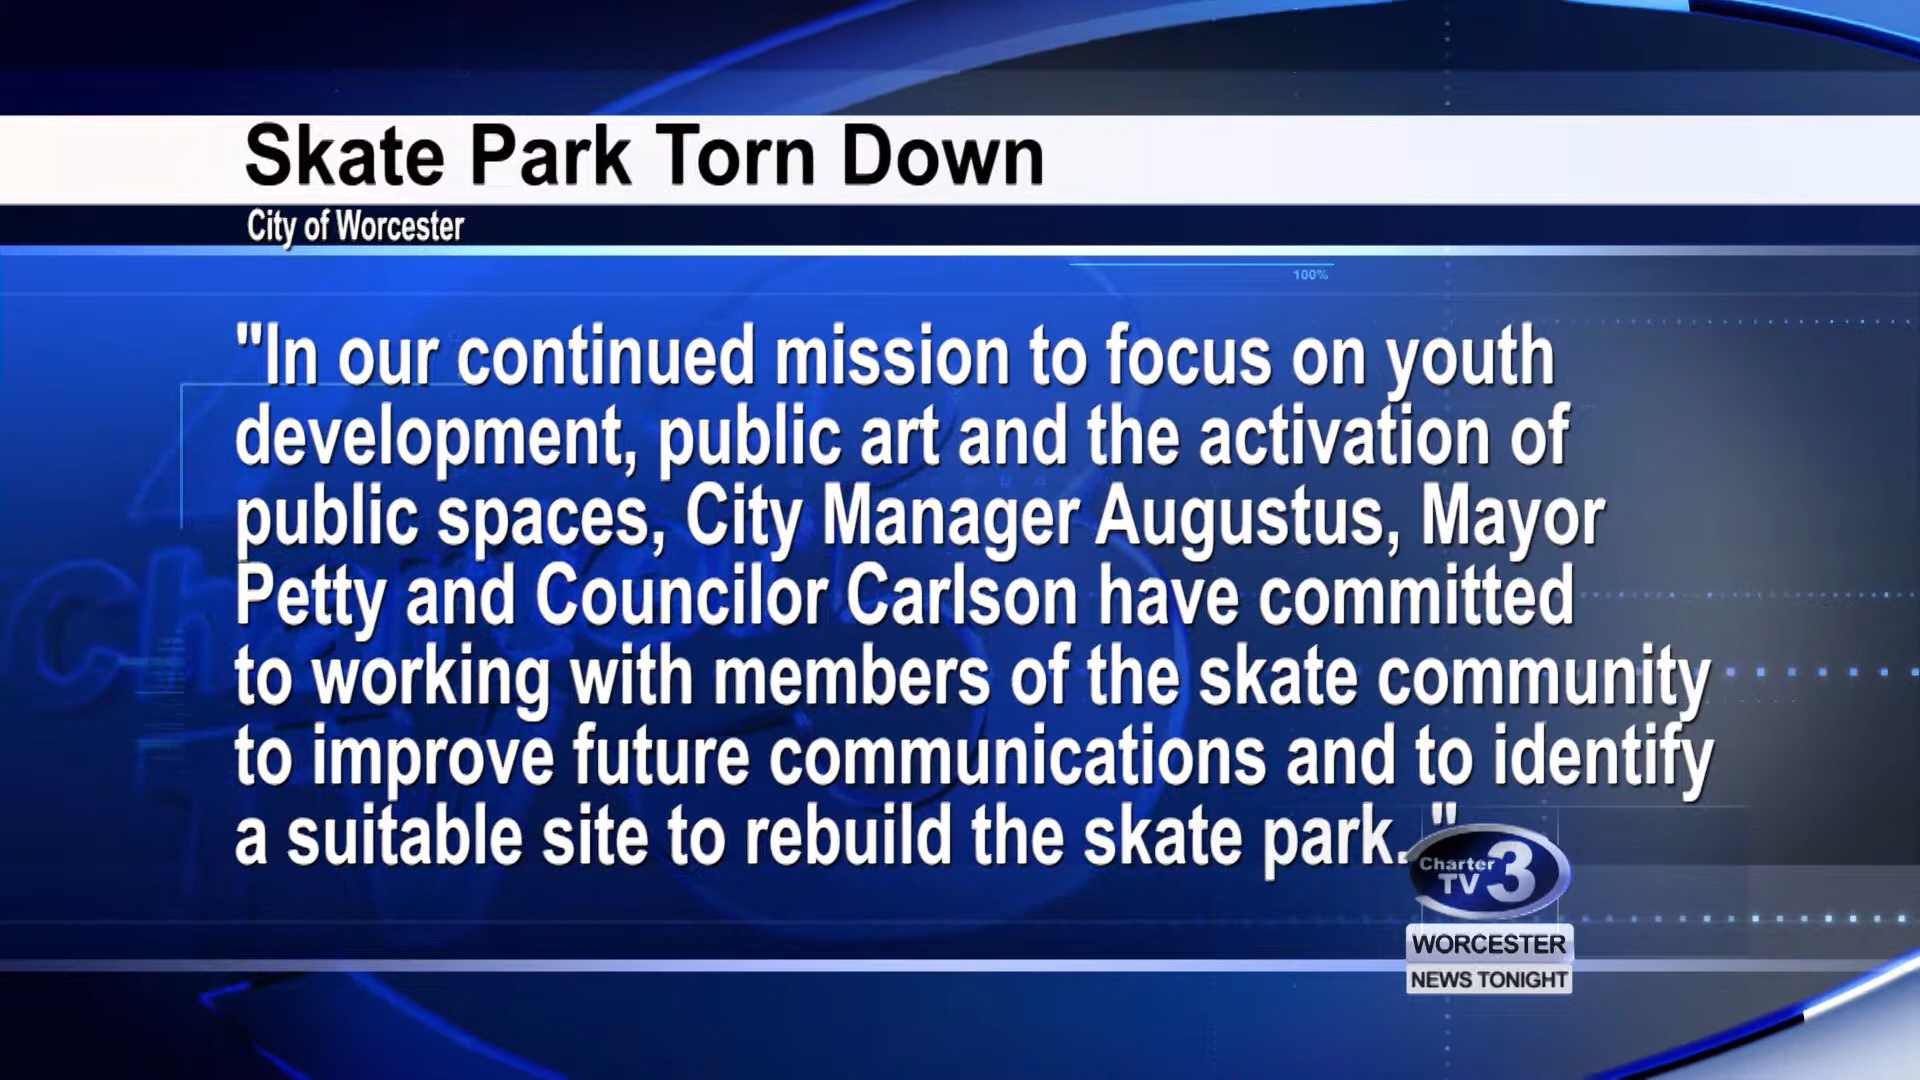 Skate Park Torn Down
City of Worcester
100%
"In our continued mission to focus on youth
development, public art and the activation of
public spaces, City Manager Augustus, Mayor
Petty and Councilor Carlson have committed
to working with members of the skate community
to improve future communications and to identify
a suitable site to rebuild the skate park. "
Charter
TV 3
WORCESTER
NEWS TONIGHT